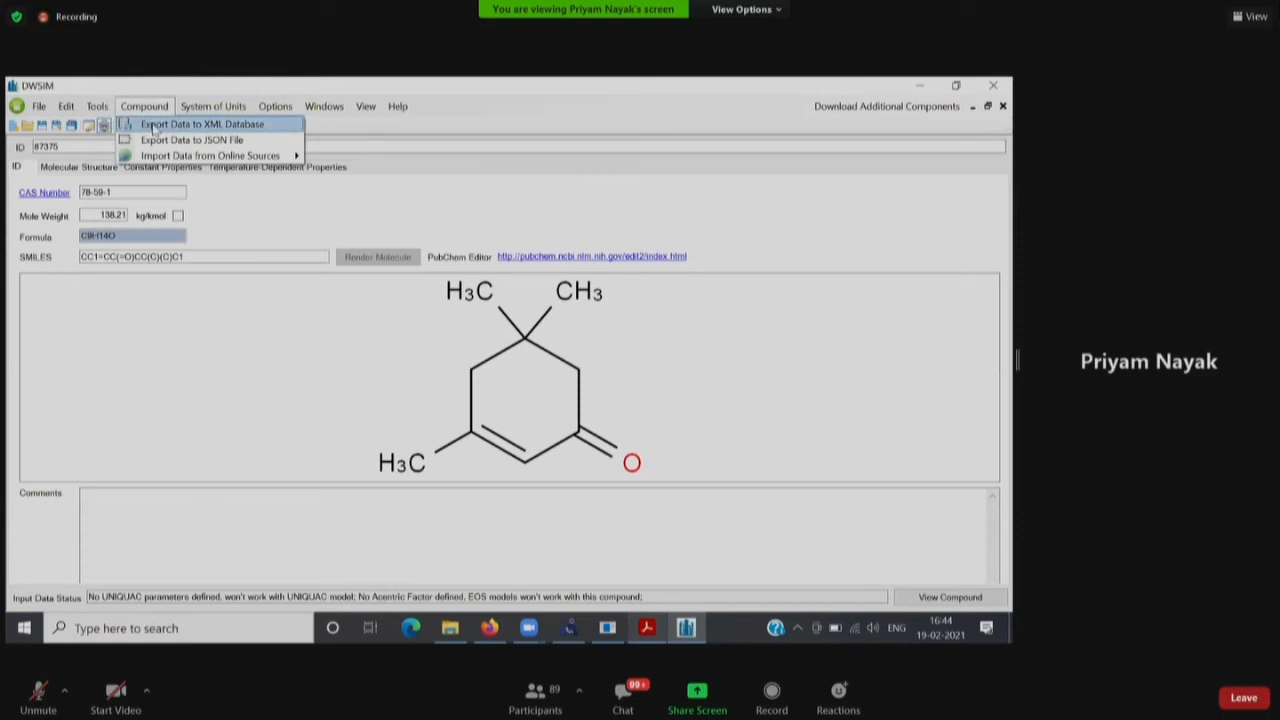 Recording
You are viewing Priyam Nayak's screen
View Options
View
DWSIM
File Edit Tools Compound System of Units Options Windows View Help
Download Additional Components
Export Data to XML Database
Export Data to JSON File
Import Data from Online Sources
ID 87375
ID Molecular Structure Constant Properties Temperature-Dependent Properties
CAS Number 78-59-1
Mole Weight 138.21 kg/kmol
Formula C9H14O
SMILES CC1=CC(=O)CC(C)(C)C1 Render Molecule PubChem Editor http://pubchem.ncbi.nlm.nih.gov/edit2/index.html
H3C CH3
H3C O
Priyam Nayak
Comments
Input Data Status No UNIQUAC parameters defined, won't work with UNIQUAC model; No Acentric Factor defined, EOS models won't work with this compound; View Compound
Type here to search
ENG
16:44
19-02-2021
89
99+
Unmute Start Video Participants Chat Share Screen Record Reactions
Leave